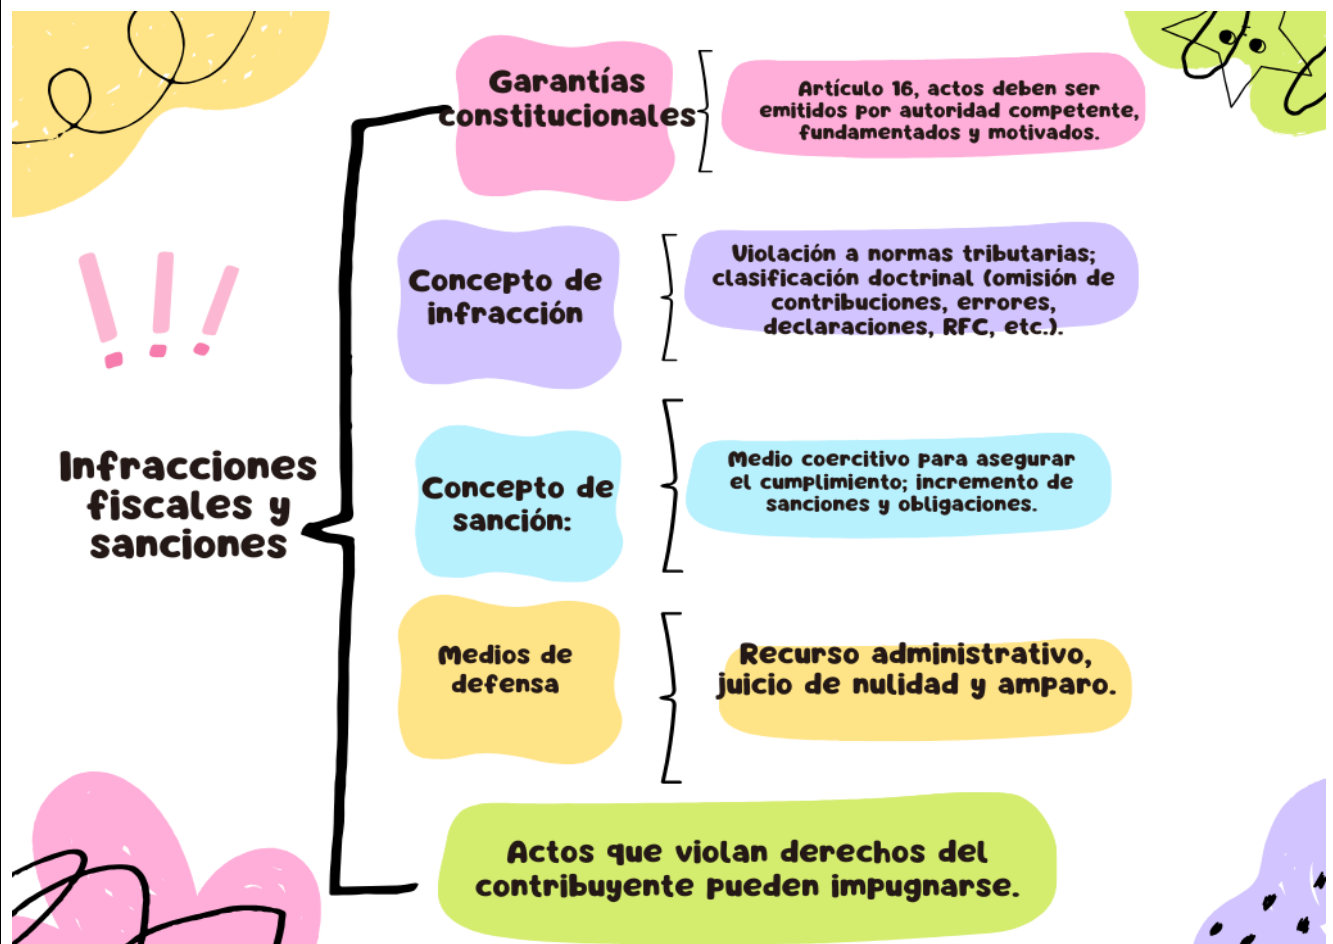 Garantías
constitucionales
Artículo 16, actos deben ser
emitidos por autoridad competente,
fundamentados y motivados.
Concepto de
infracción
Violación a normas tributarias;
clasificación doctrinal (omisión de
contribuciones, errores,
declaraciones, RFC, etc.).
Infracciones
fiscales y
sanciones
Concepto de
sanción:
Medio coercitivo para asegurar
el cumplimiento; incremento de
sanciones y obligaciones.
Medios de
defensa
Recurso administrativo,
juicio de nulidad y amparo.
Actos que violan derechos del
contribuyente pueden impugnarse.